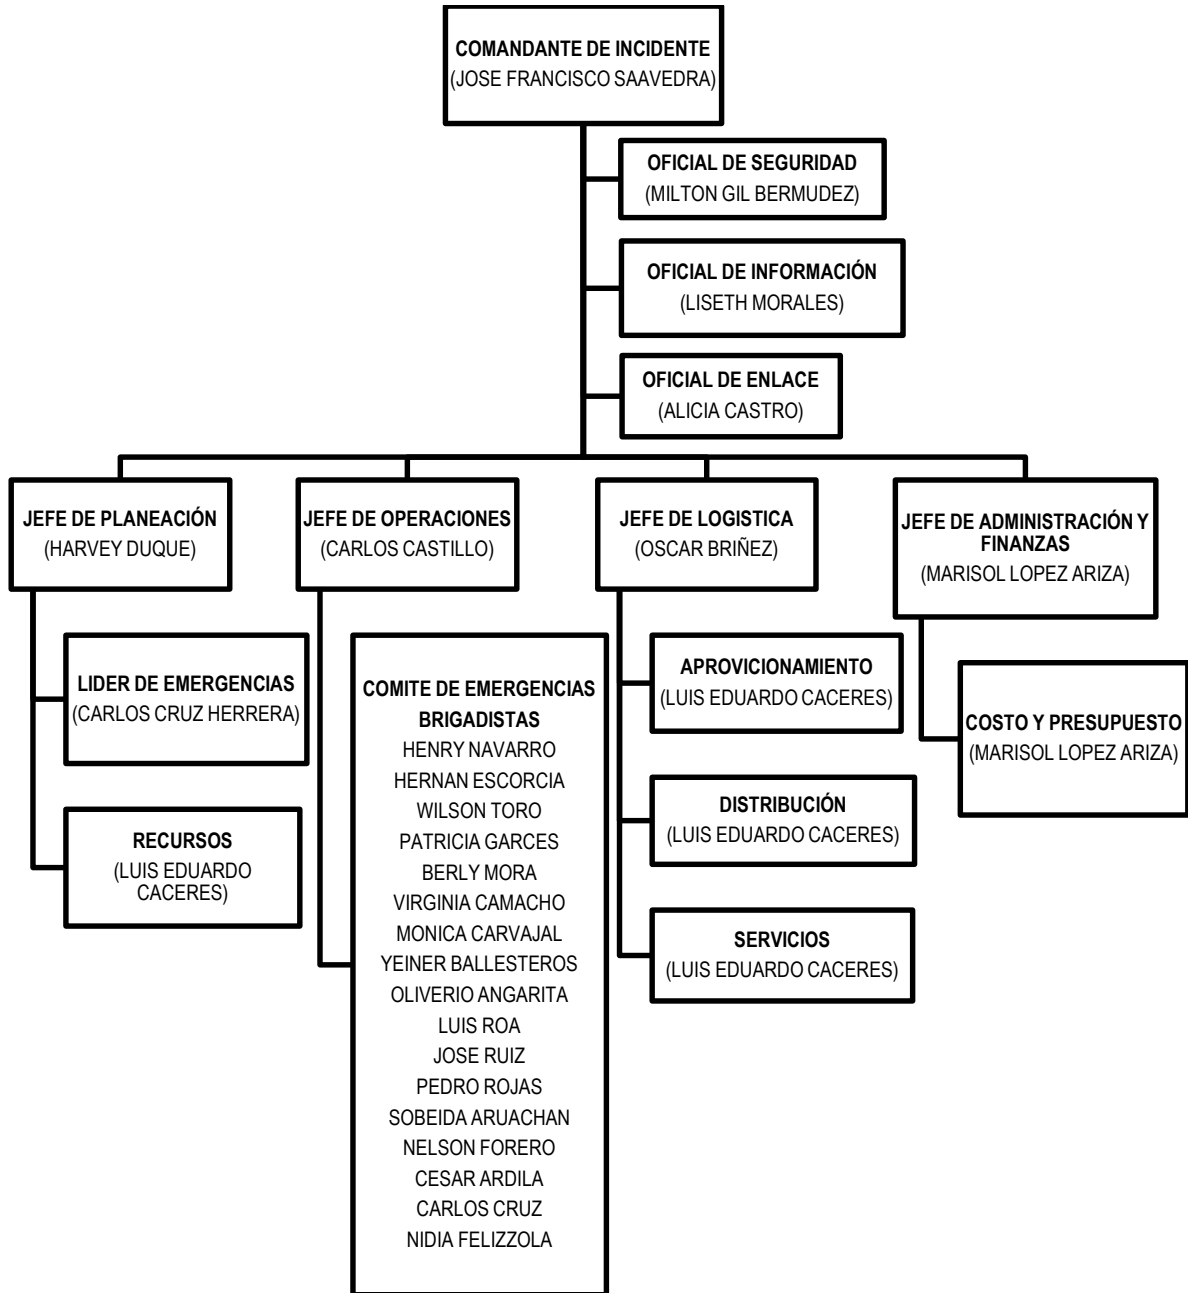 COMANDANTE DE INCIDENTE
(JOSE FRANCISCO SAAVEDRA)
OFICIAL DE SEGURIDAD
(MILTON GIL BERMUDEZ)
OFICIAL DE INFORMACIÓN
(LISETH MORALES)
OFICIAL DE ENLACE
(ALICIA CASTRO)
JEFE DE PLANEACIÓN
(HARVEY DUQUE)
LIDER DE EMERGENCIAS
(CARLOS CRUZ HERRERA)
RECURSOS
(LUIS EDUARDO
CACERES)
JEFE DE OPERACIONES
(CARLOS CASTILLO)
COMITE DE EMERGENCIAS
BRIGADISTAS
HENRY NAVARRO
HERNAN ESCORCIA
WILSON TORO
PATRICIA GARCES
BERLY MORA
VIRGINIA CAMACHO
MONICA CARVAJAL
YEINER BALLESTEROS
OLIVERIO ANGARITA
LUIS ROA
JOSE RUIZ
PEDRO ROJAS
SOBEIDA ARUACHAN
NELSON FORERO
CESAR ARDILA
CARLOS CRUZ
NIDIA FELIZZOLA
JEFE DE LOGISTICA
(OSCAR BRIÑEZ)
APROVICIONAMIENTO
(LUIS EDUARDO CACERES)
DISTRIBUCIÓN
(LUIS EDUARDO CACERES)
SERVICIOS
(LUIS EDUARDO CACERES)
JEFE DE ADMINISTRACIÓN Y
FINANZAS
(MARISOL LOPEZ ARIZA)
COSTO Y PRESUPUESTO
(MARISOL LOPEZ ARIZA)